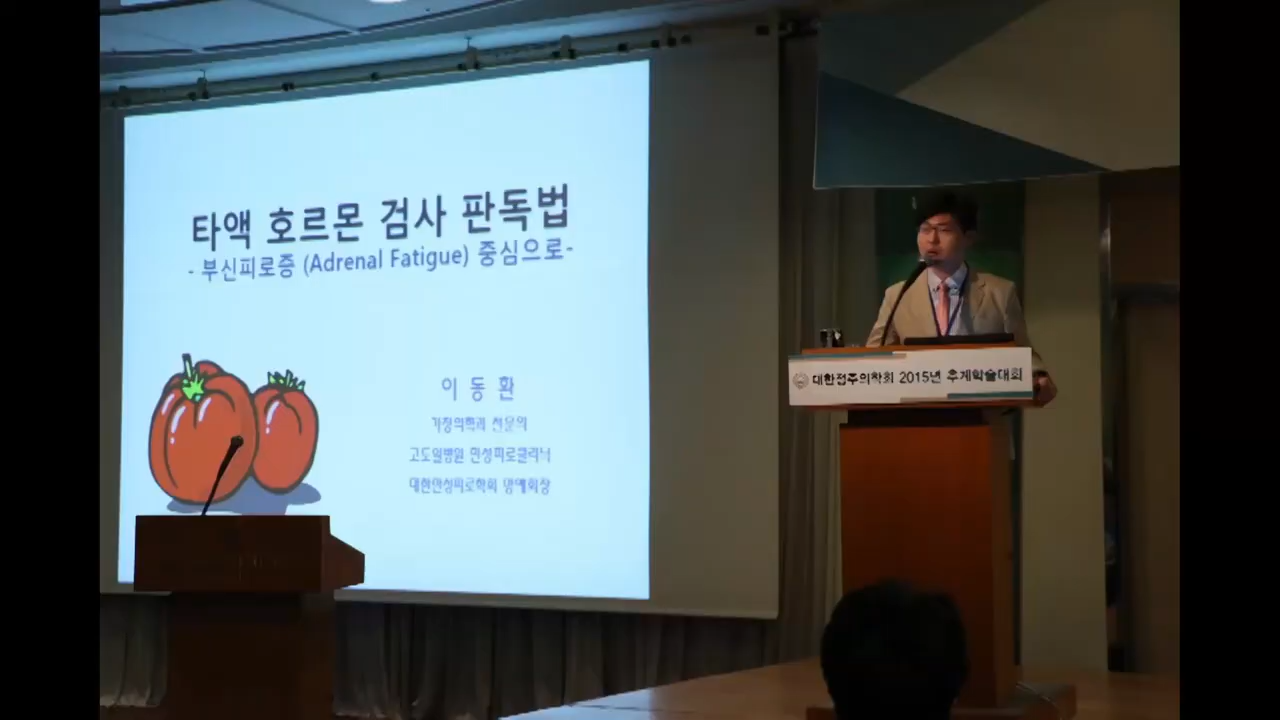 타액 호르몬 검사 판독법
- 부신피로증 (Adrenal Fatigue) 중심으로-
이 동 환
가정의학과 전문의
고도일병원 만성피로클리닉
대한만성피로학회 명예회장
대한정주의학회 2015년 추계학술대회